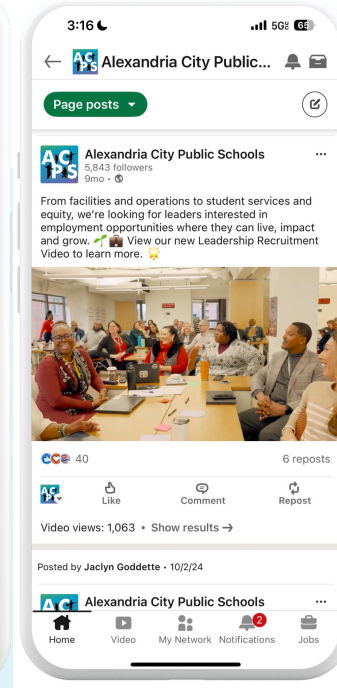 3:16
5G 65
Alexandria City Public...
Page posts
ACPS
Alexandria City Public Schools
5,843 followers
9mo •
From facilities and operations to student services and
equity, we're looking for leaders interested in
employment opportunities where they can live, impact
and grow. 🌱💼 View our new Leadership Recruitment
Video to learn more. 🌟
40
6 reposts
Like
Comment
Repost
Video views: 1,063 • Show results →
Posted by Jaclyn Goddette • 10/2/24
Alexandria City Public Schools
2
Home
Video
My Network
Notifications
Jobs